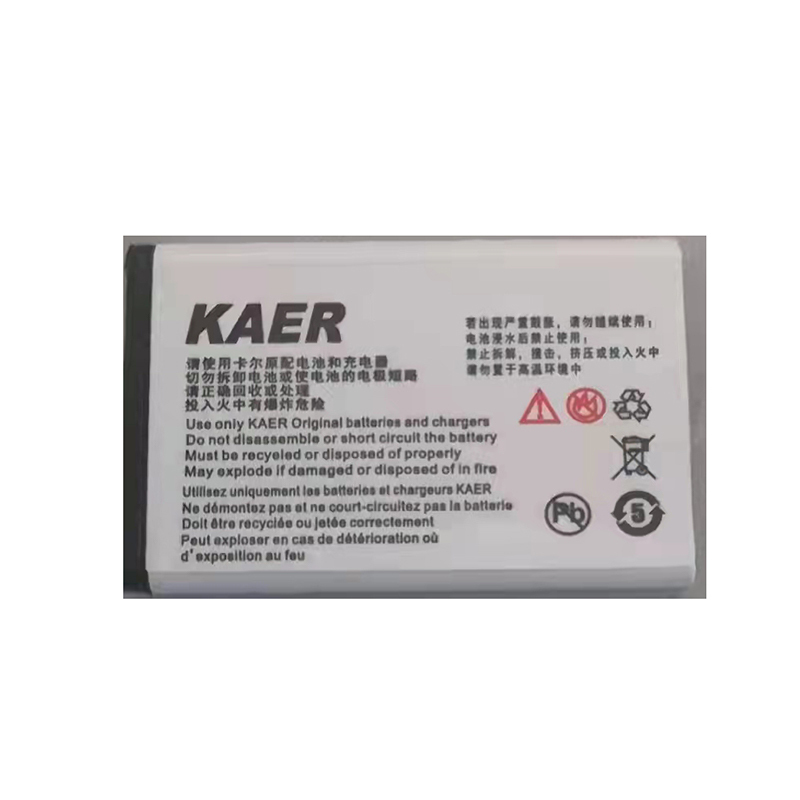 KAER
请使用卡尔原配电池和充电器
切勿拆卸电池或使电池的电极短路
请正确回收或处理
投入火中有爆炸危险
Use only KAER Original batteries and chargers
Do not disassemble or short circuit the battery
Must be recycled or disposed of properly
May explode if damaged or disposed of in fire
Utilisez uniquement les batteries et chargeurs KAER
Ne démontez pas et ne court-circuitez pas la batterie
Doit être recyclée ou jetée correctement
Peut exploser en cas de détérioration où
d'exposition au feu
若出现严重鼓胀，请勿继续使用；
电池浸水后禁止使用；
禁止拆解，撞击，挤压或投入火中
请勿置于高温环境中
Pb
5